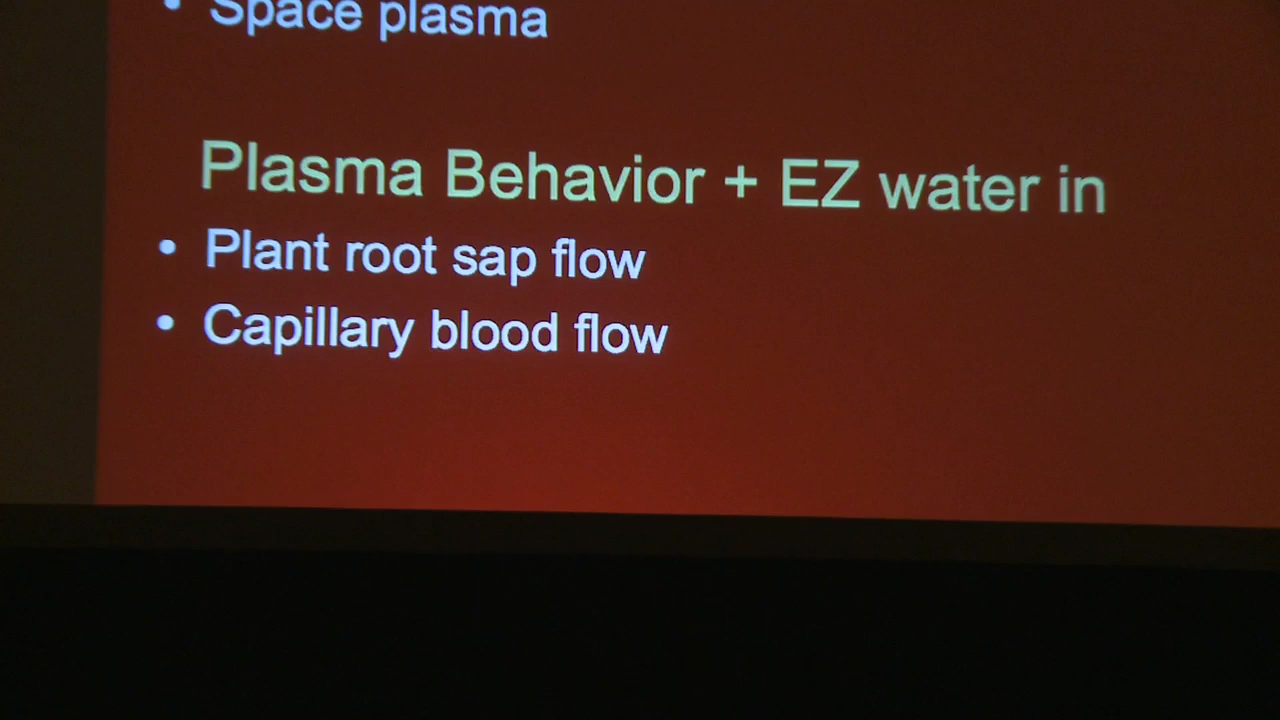 • Space plasma
Plasma Behavior + EZ water in
• Plant root sap flow
• Capillary blood flow